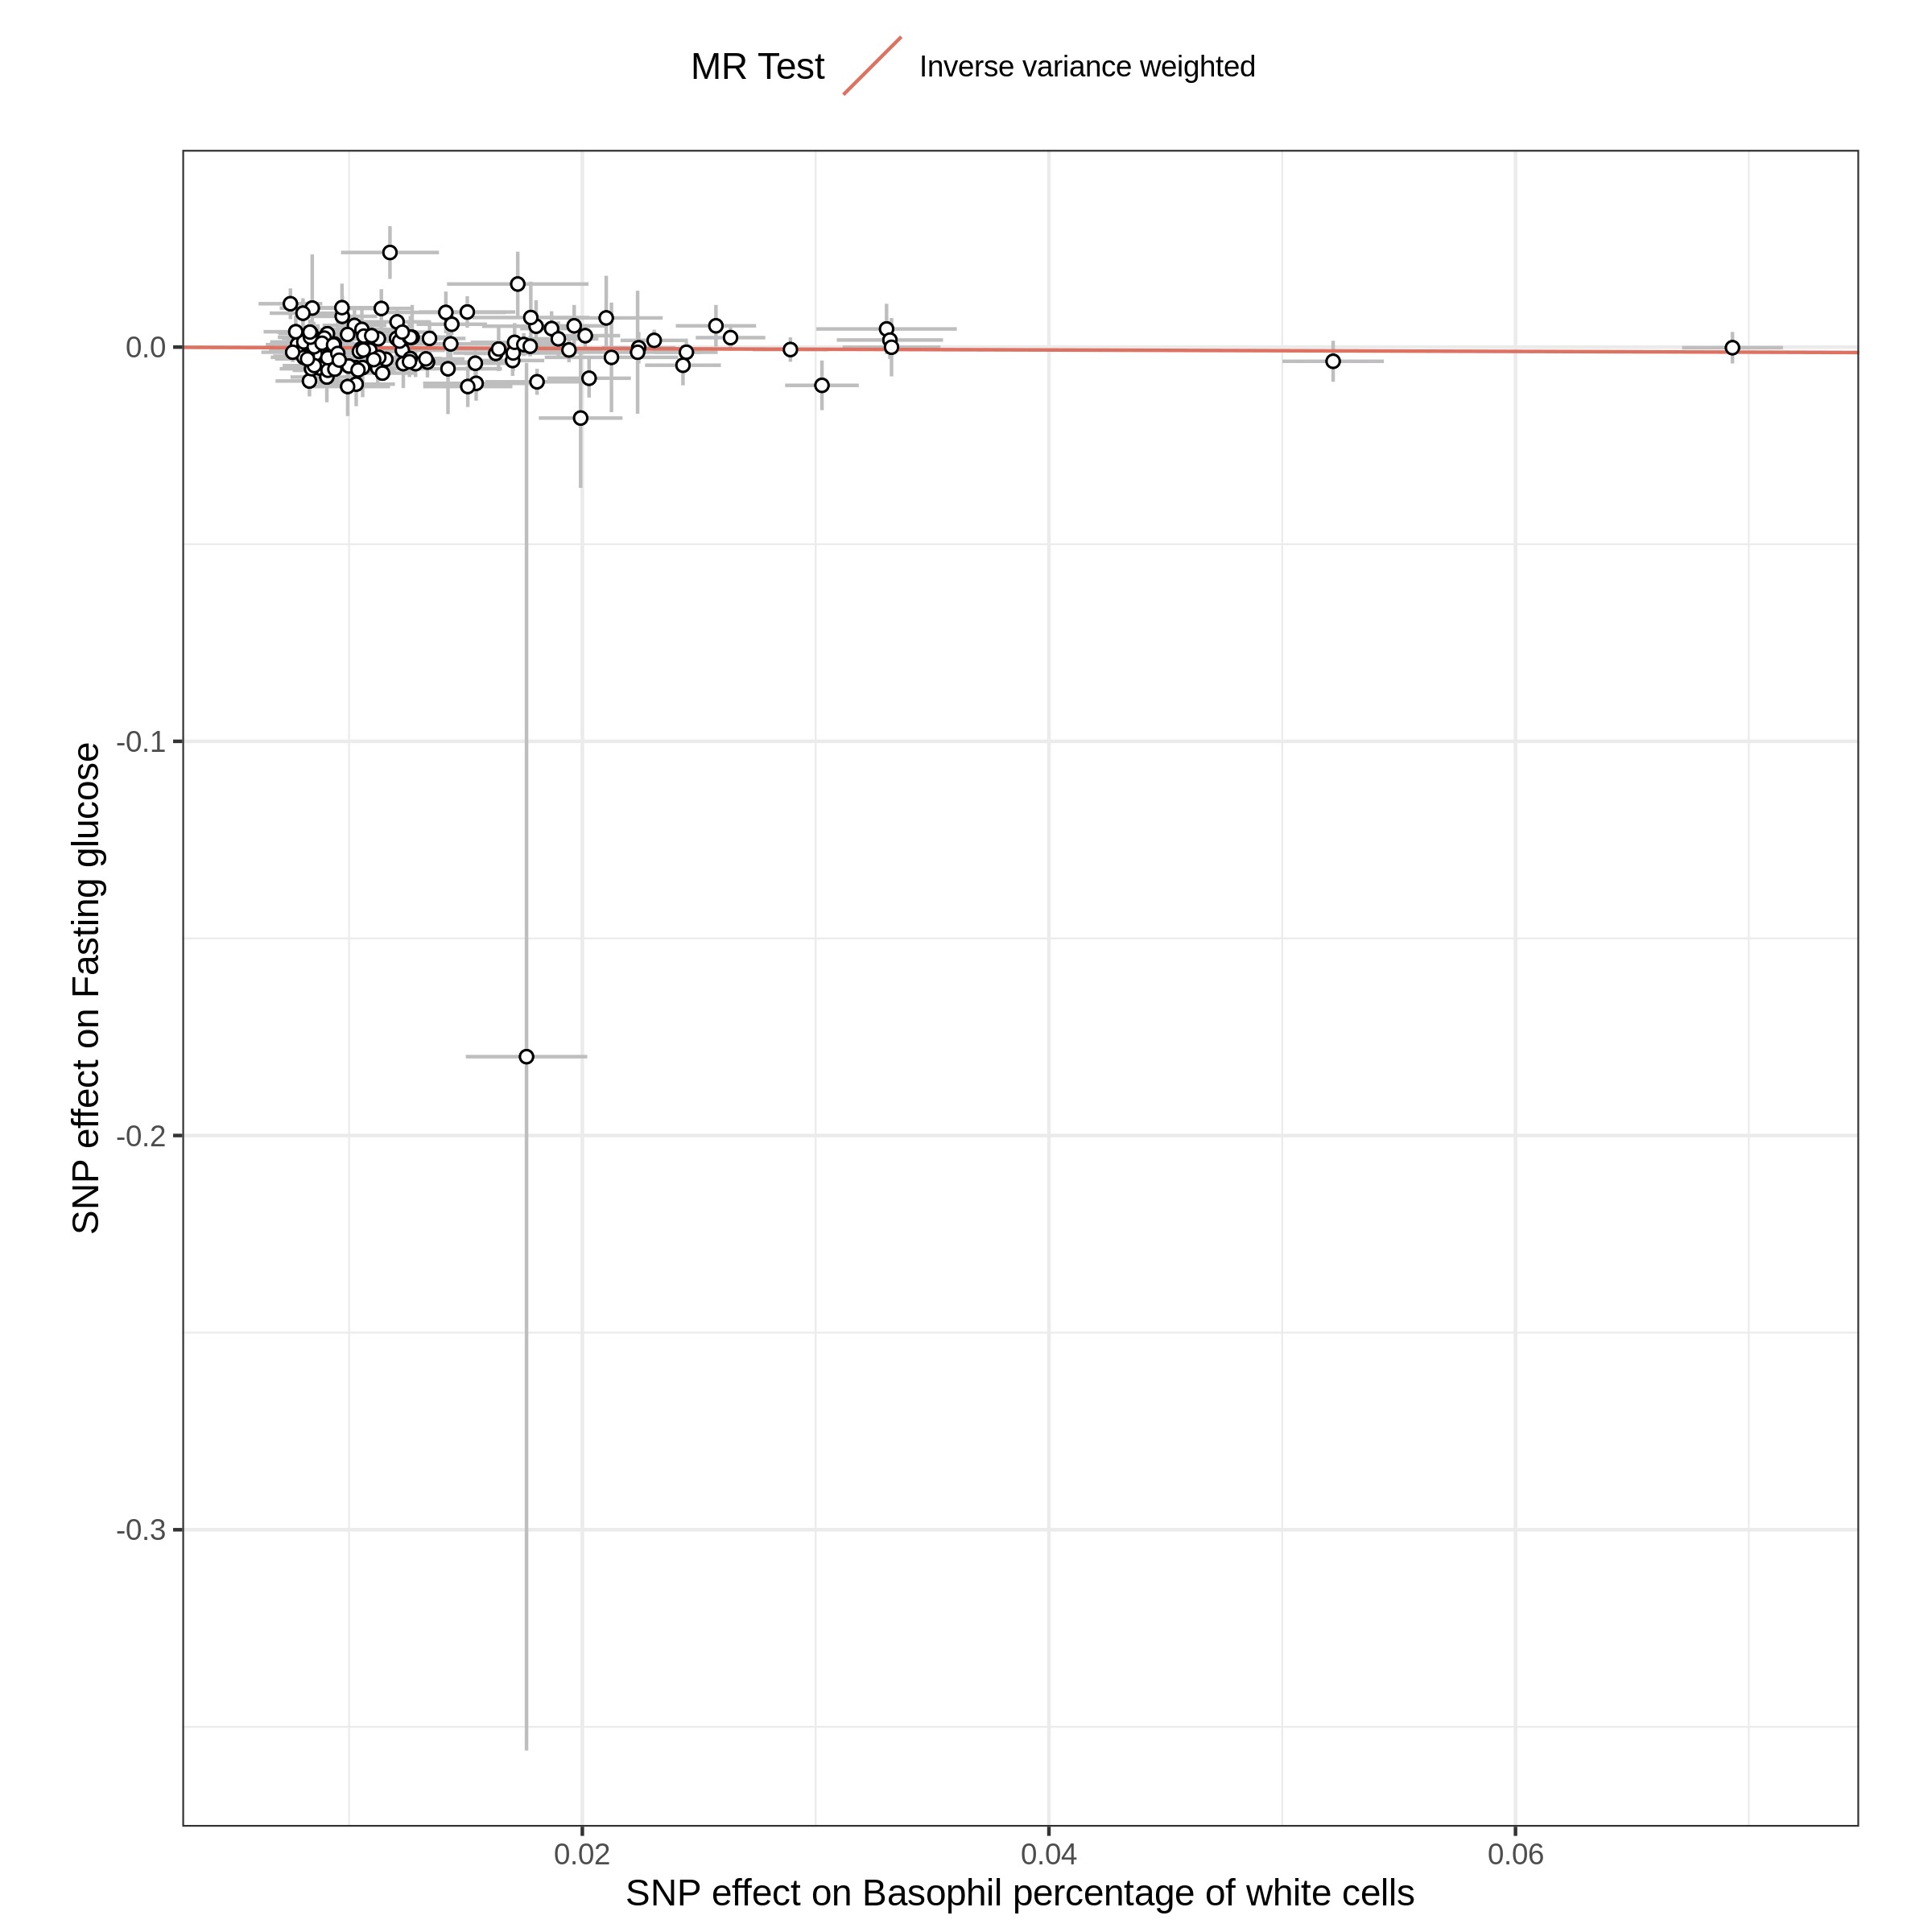 MR Test
Inverse variance weighted
0.0
-0.1
-0.2
-0.3
SNP effect on Fasting glucose
0.02
0.04
0.06
SNP effect on Basophil percentage of white cells